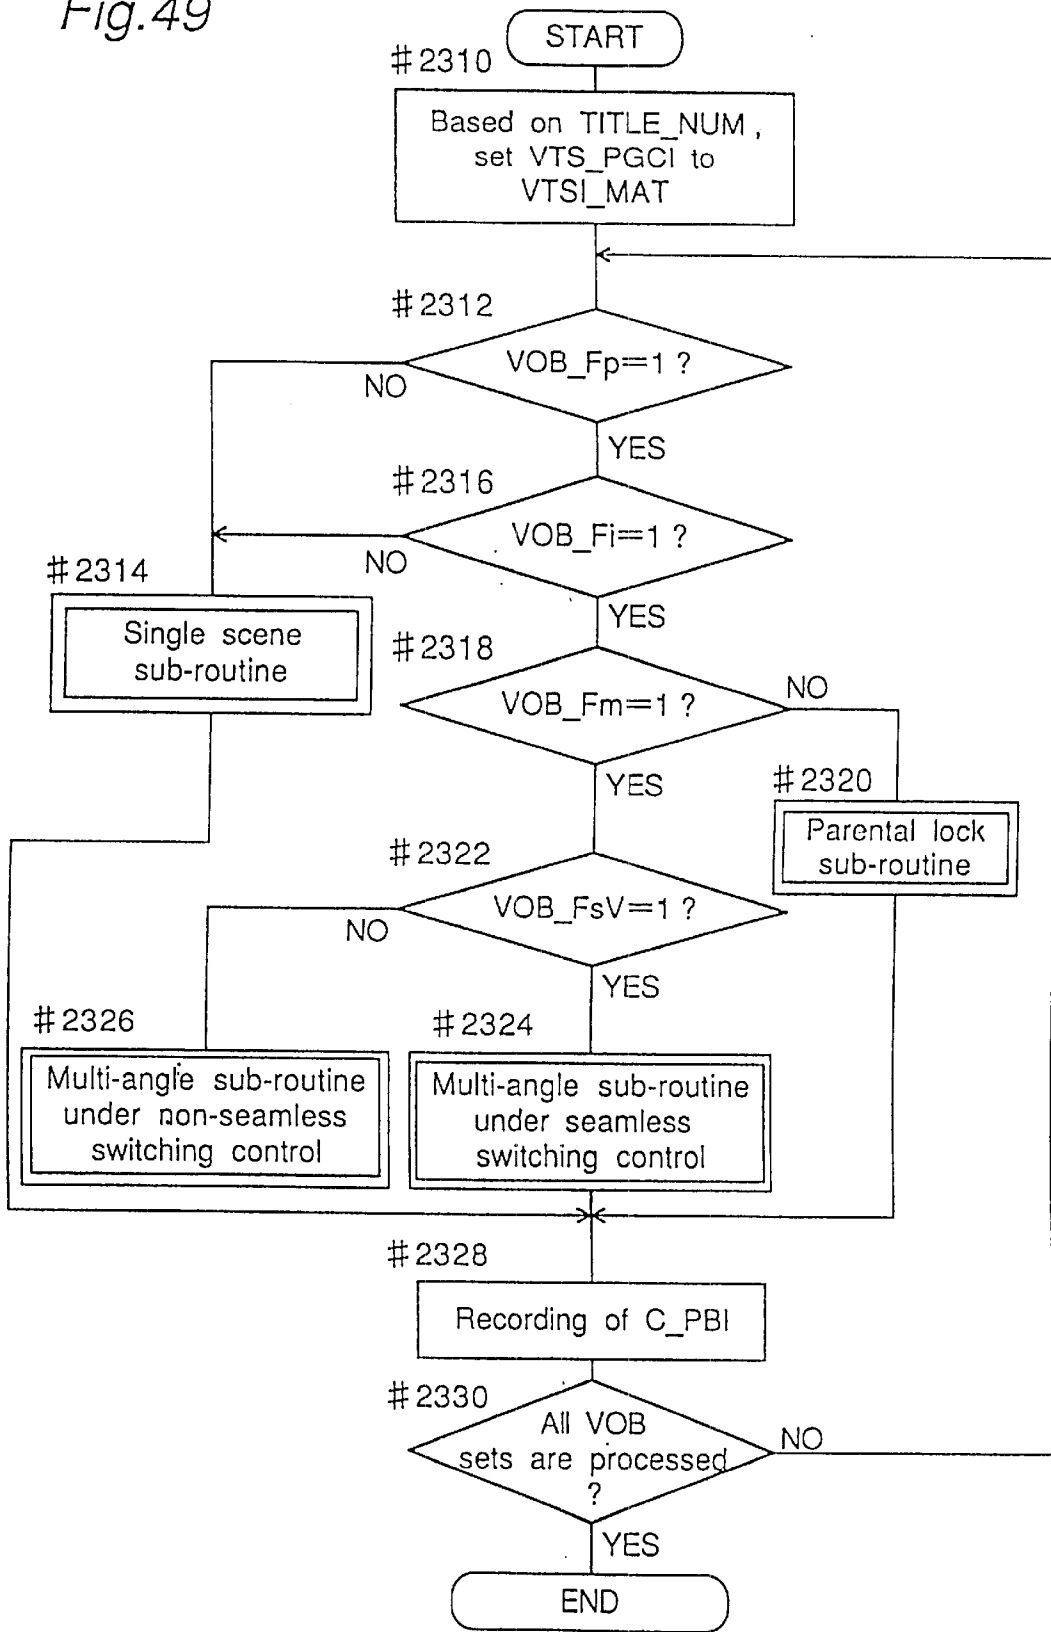 Fig.49
START
#2310
Based on TITLE_NUM,
set VTS_PGCI to
VTSI_MAT
#2312
VOB_Fp=1 ?
NO
YES
#2316
VOB_Fi=1 ?
NO
YES
#2314
Single scene
sub-routine
#2318
VOB_Fm=1 ?
NO
YES
#2320
Parental lock
sub-routine
#2322
VOB_FsV=1 ?
NO
YES
#2326
Multi-angle sub-routine
under non-seamless
switching control
#2324
Multi-angle sub-routine
under seamless
switching control
#2328
Recording of C_PBI
#2330
All VOB
sets are processed
?
NO
YES
END